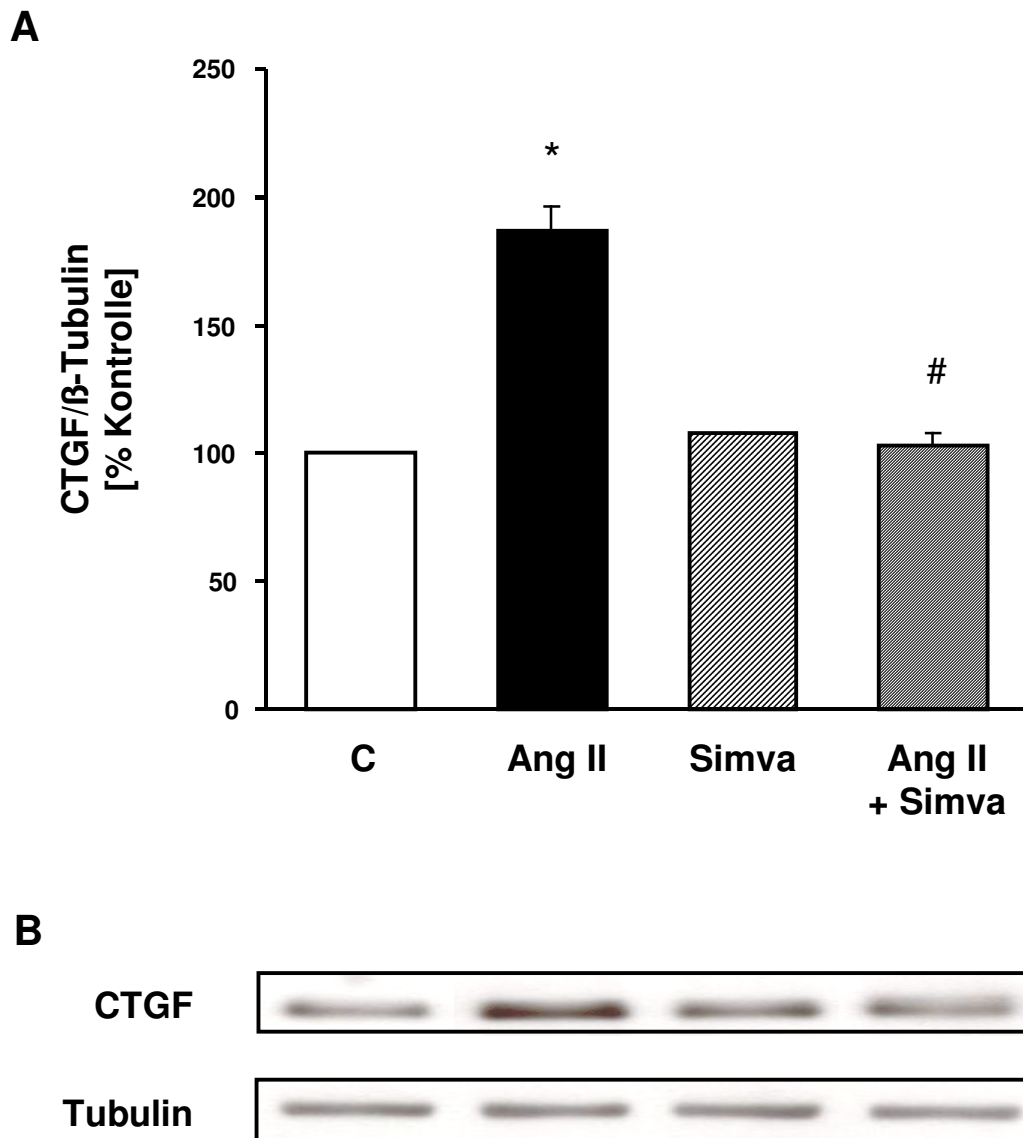 A
250
200
150
100
50
0
CTGF/ß-Tubulin
[% Kontrolle]
*
#
C
Ang II
Simva
Ang II
+ Simva
B
CTGF
Tubulin